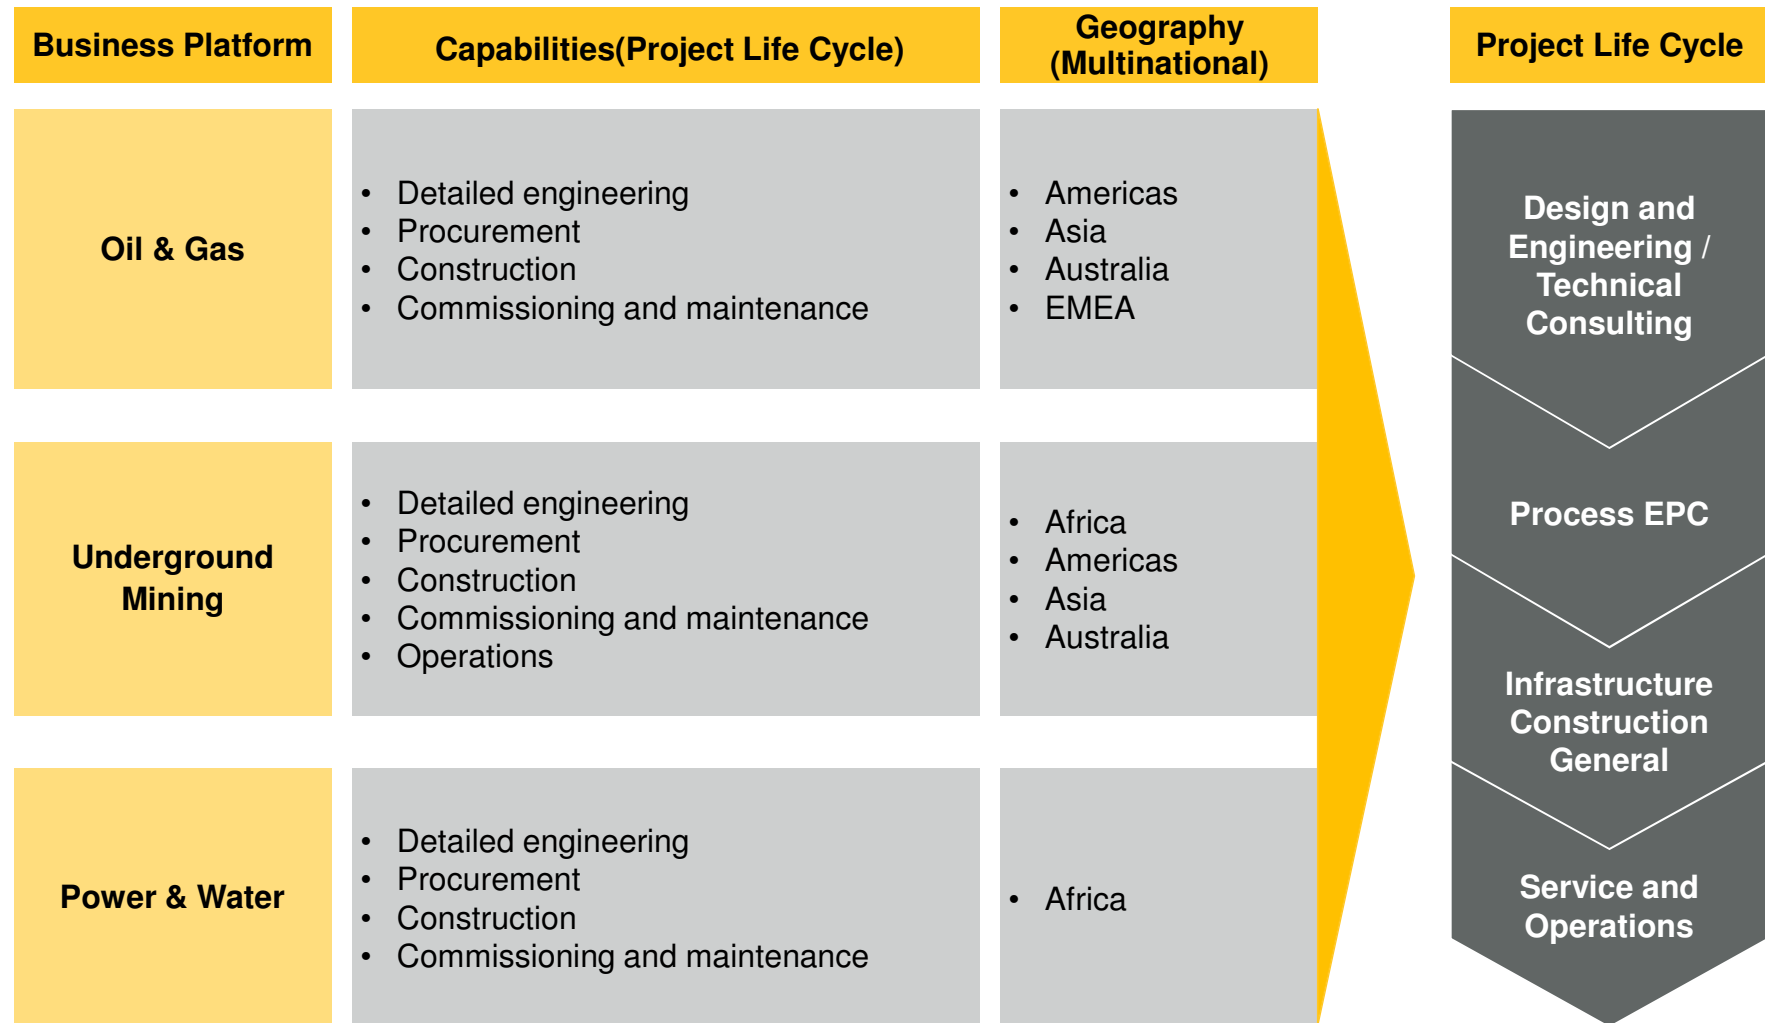 Business Platform
Capabilities(Project Life Cycle)
Geography
(Multinational)
Project Life Cycle
Oil & Gas
• Detailed engineering
• Procurement
• Construction
• Commissioning and maintenance
• Americas
• Asia
• Australia
• EMEA
Underground
Mining
• Detailed engineering
• Procurement
• Construction
• Commissioning and maintenance
• Operations
• Africa
• Americas
• Asia
• Australia
Power & Water
• Detailed engineering
• Procurement
• Construction
• Commissioning and maintenance
• Africa
Design and
Engineering /
Technical
Consulting
Process EPC
Infrastructure
Construction
General
Service and
Operations